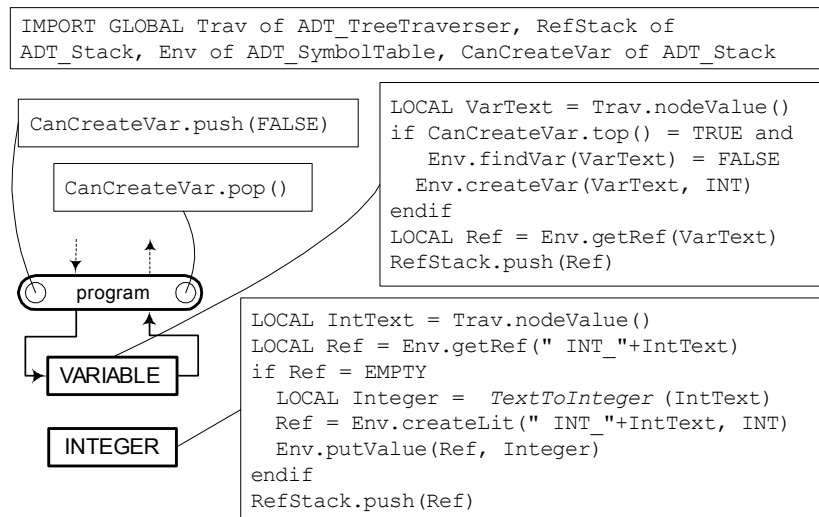 IMPORT GLOBAL Trav of ADT_TreeTraverser, RefStack of
ADT_Stack, Env of ADT_SymbolTable, CanCreateVar of ADT_Stack
CanCreateVar.push(FALSE)
CanCreateVar.pop()
program
VARIABLE
INTEGER
LOCAL VarText = Trav.nodeValue()
if CanCreateVar.top() = TRUE and
Env.findVar(VarText) = FALSE
Env.createVar(VarText, INT)
endif
LOCAL Ref = Env.getRef(VarText)
RefStack.push(Ref)
LOCAL IntText = Trav.nodeValue()
LOCAL Ref = Env.getRef(" INT_"+IntText)
if Ref = EMPTY
LOCAL Integer = TextToInteger (IntText)
Ref = Env.createLit(" INT_"+IntText, INT)
Env.putValue(Ref, Integer)
endif
RefStack.push(Ref)